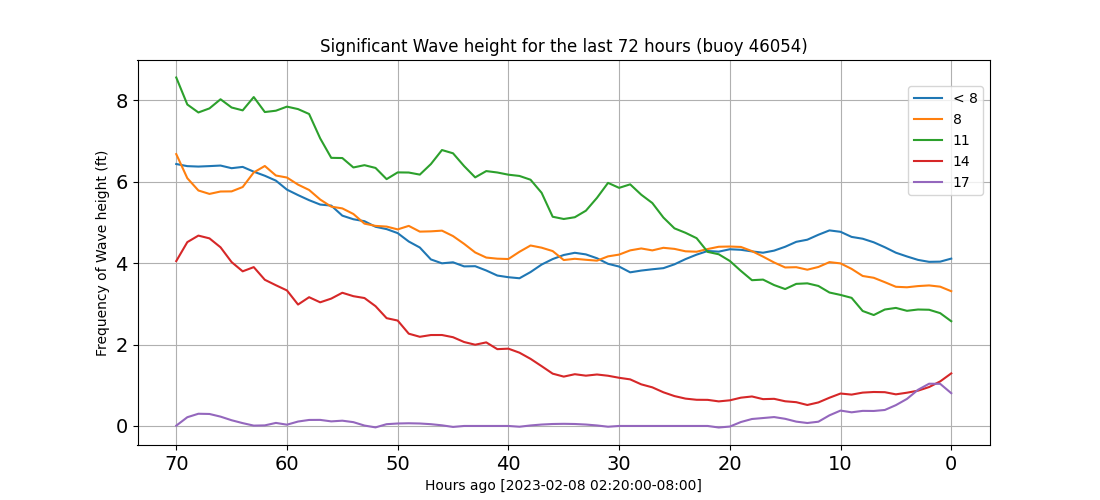 Significant Wave height for the last 72 hours (buoy 46054)
Frequency of Wave height (ft)
8
6
4
2
0
< 8
8
11
14
17
70 60 50 40 30 20 10 0
Hours ago [2023-02-08 02:20:00-08:00]